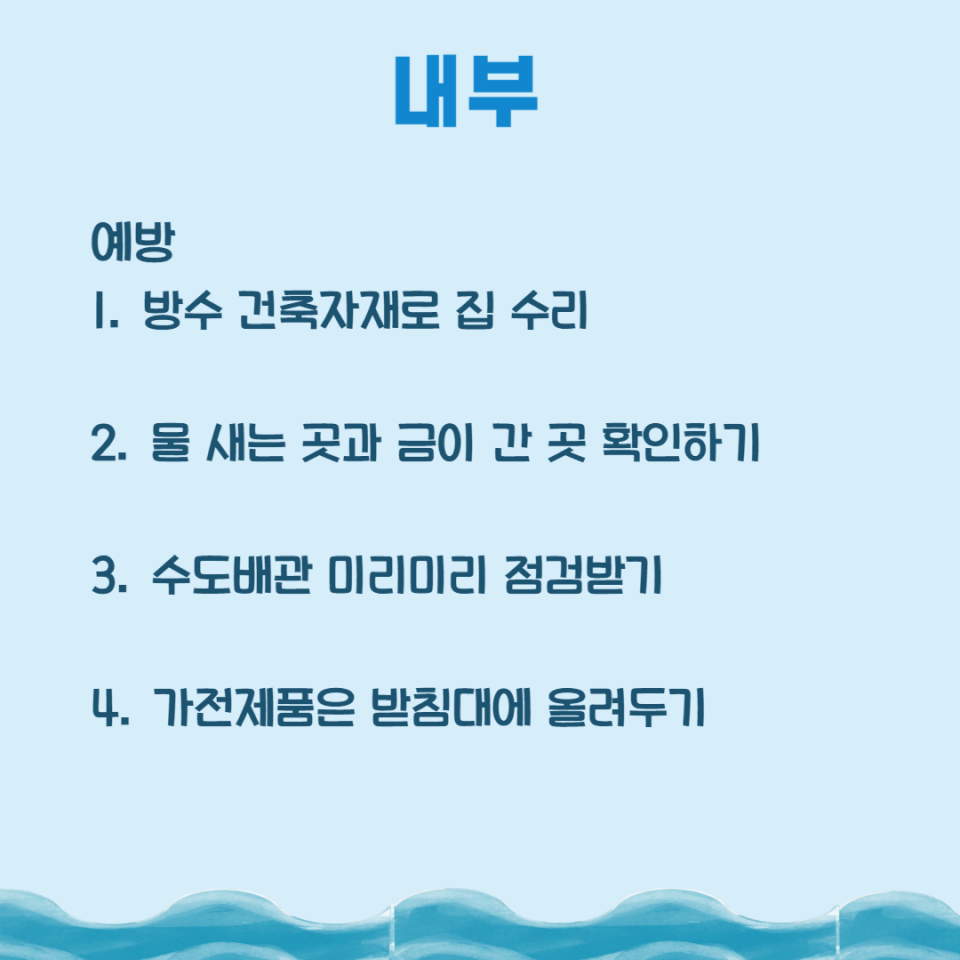 내부
예방
1. 방수 건축자재로 집 수리
2. 물 새는 곳과 금이 간 곳 확인하기
3. 수도배관 미리미리 점검받기
4. 가전제품은 받침대에 올려두기